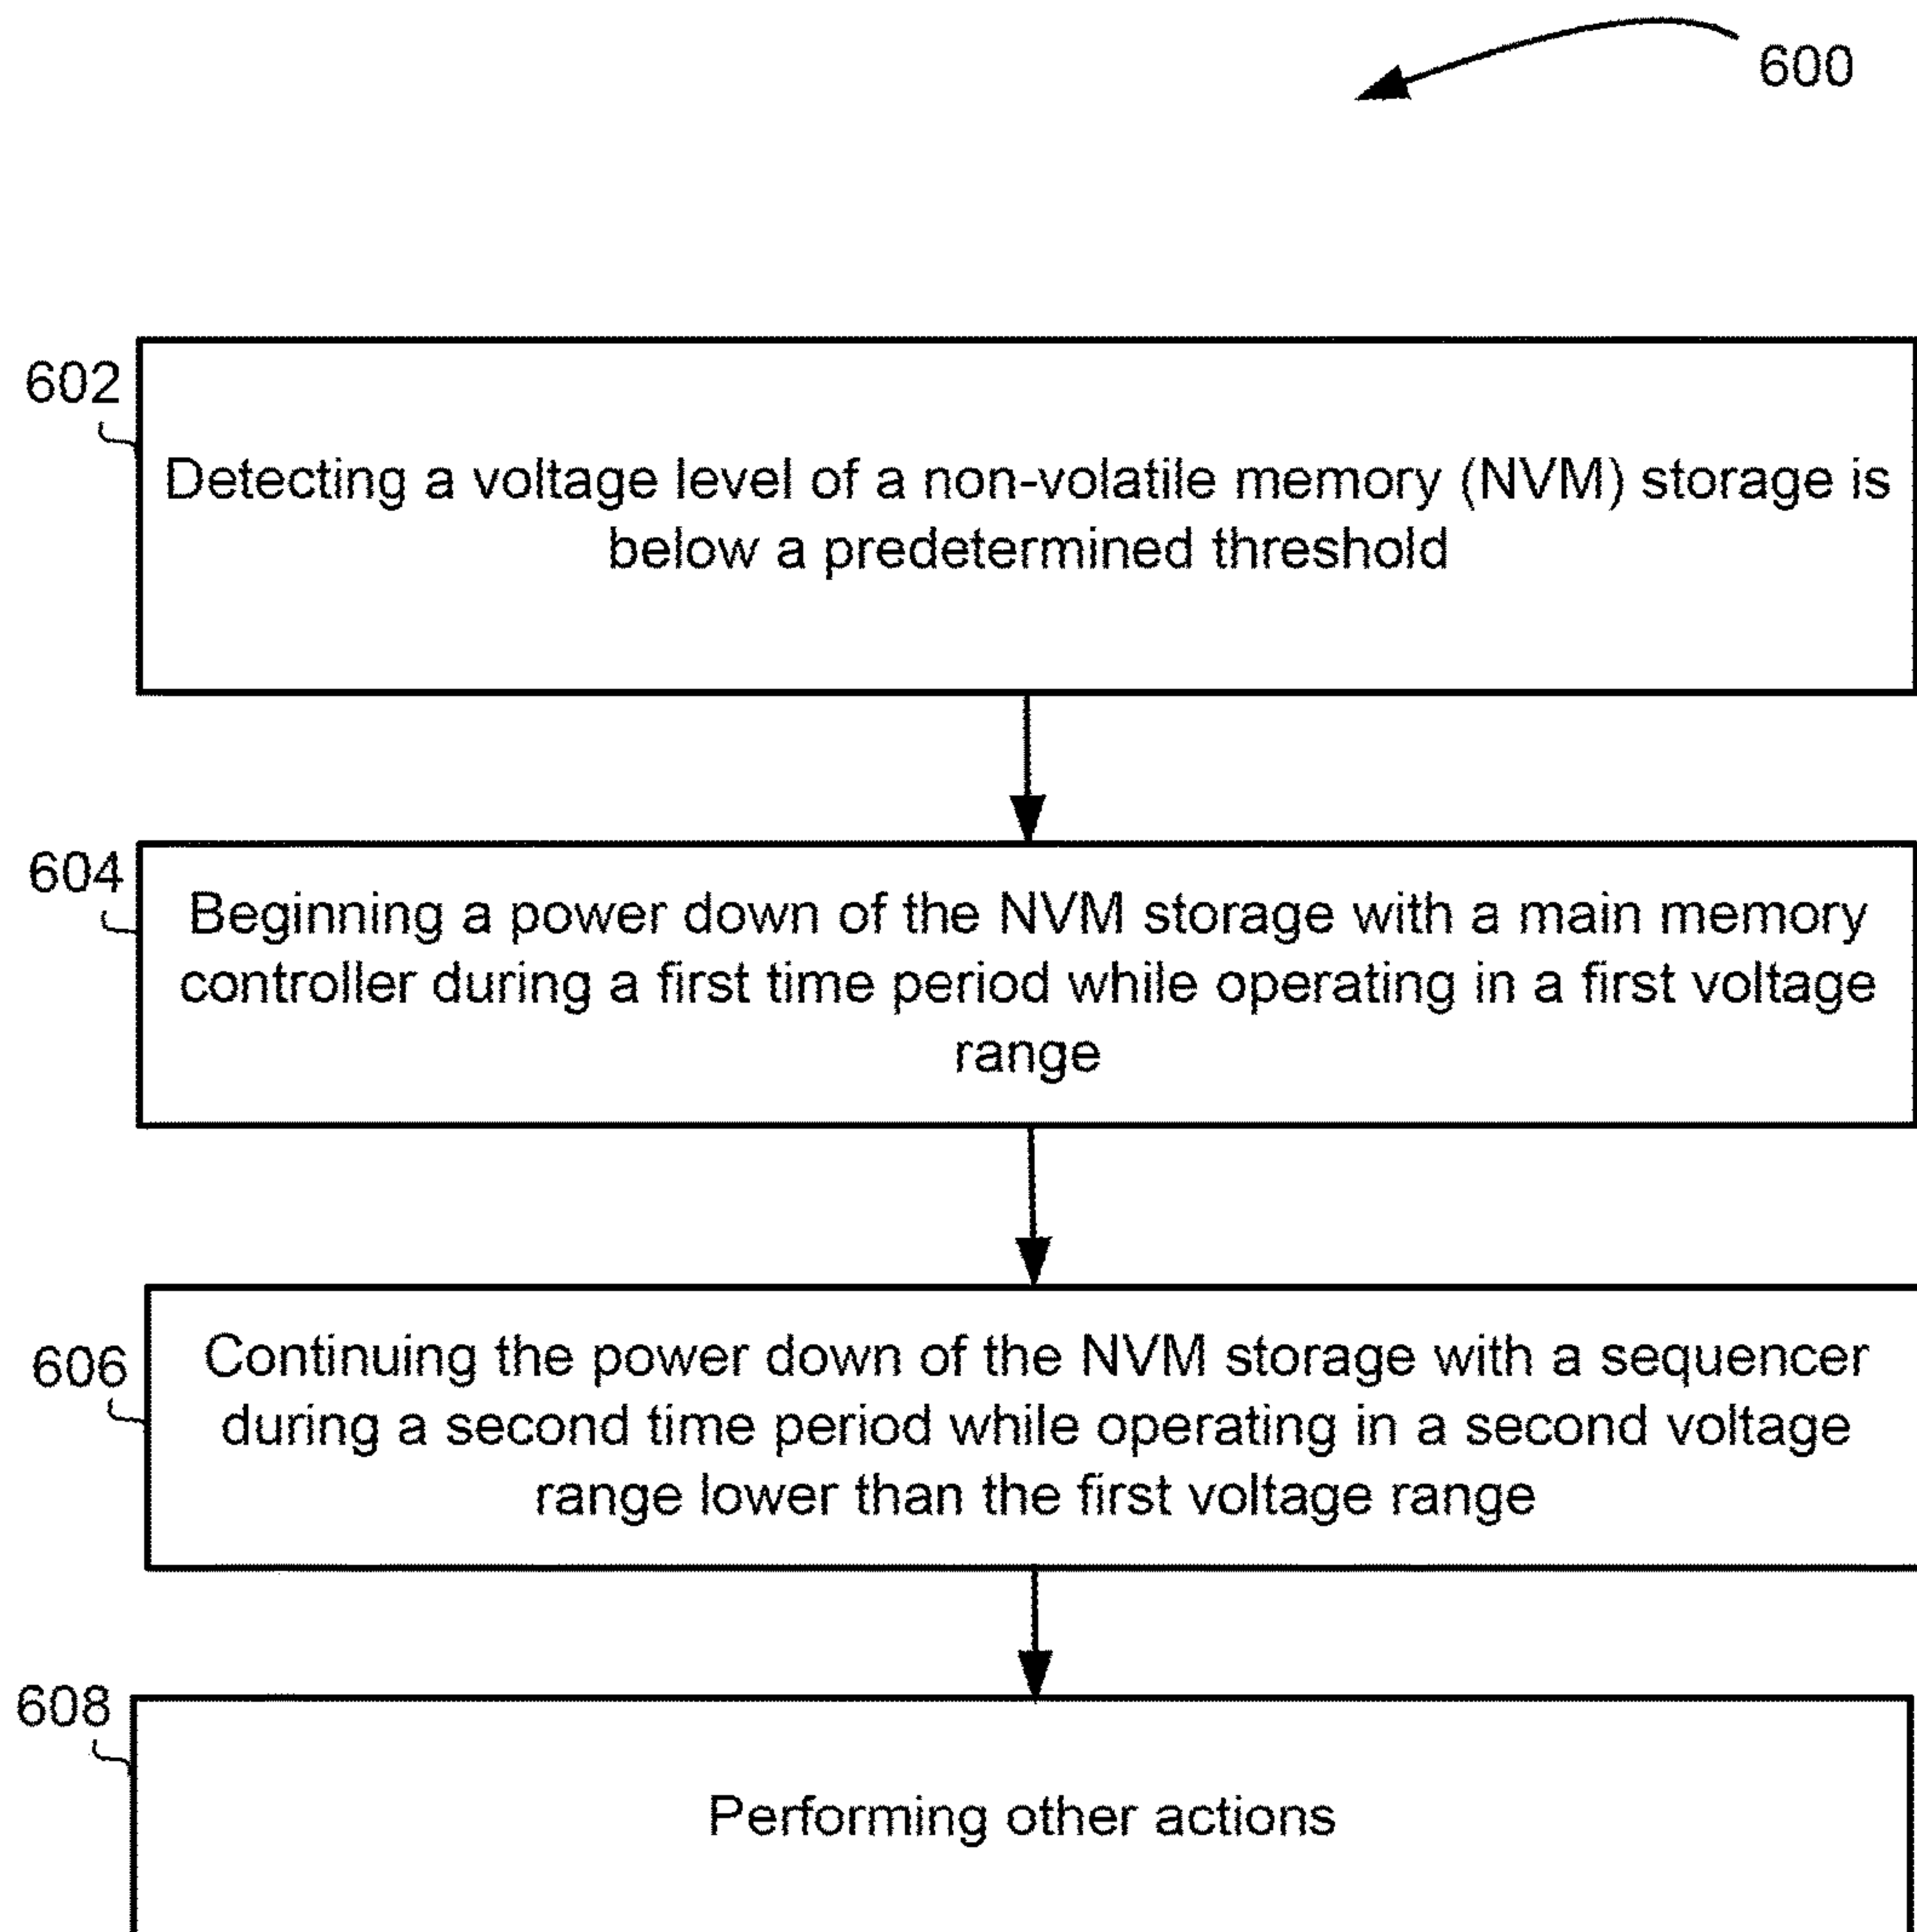 600
602
Detecting a voltage level of a non-volatile memory (NVM) storage is
below a predetermined threshold
604
Beginning a power down of the NVM storage with a main memory
controller during a first time period while operating in a first voltage
range
606
Continuing the power down of the NVM storage with a sequencer
during a second time period while operating in a second voltage
range lower than the first voltage range
608
Performing other actions